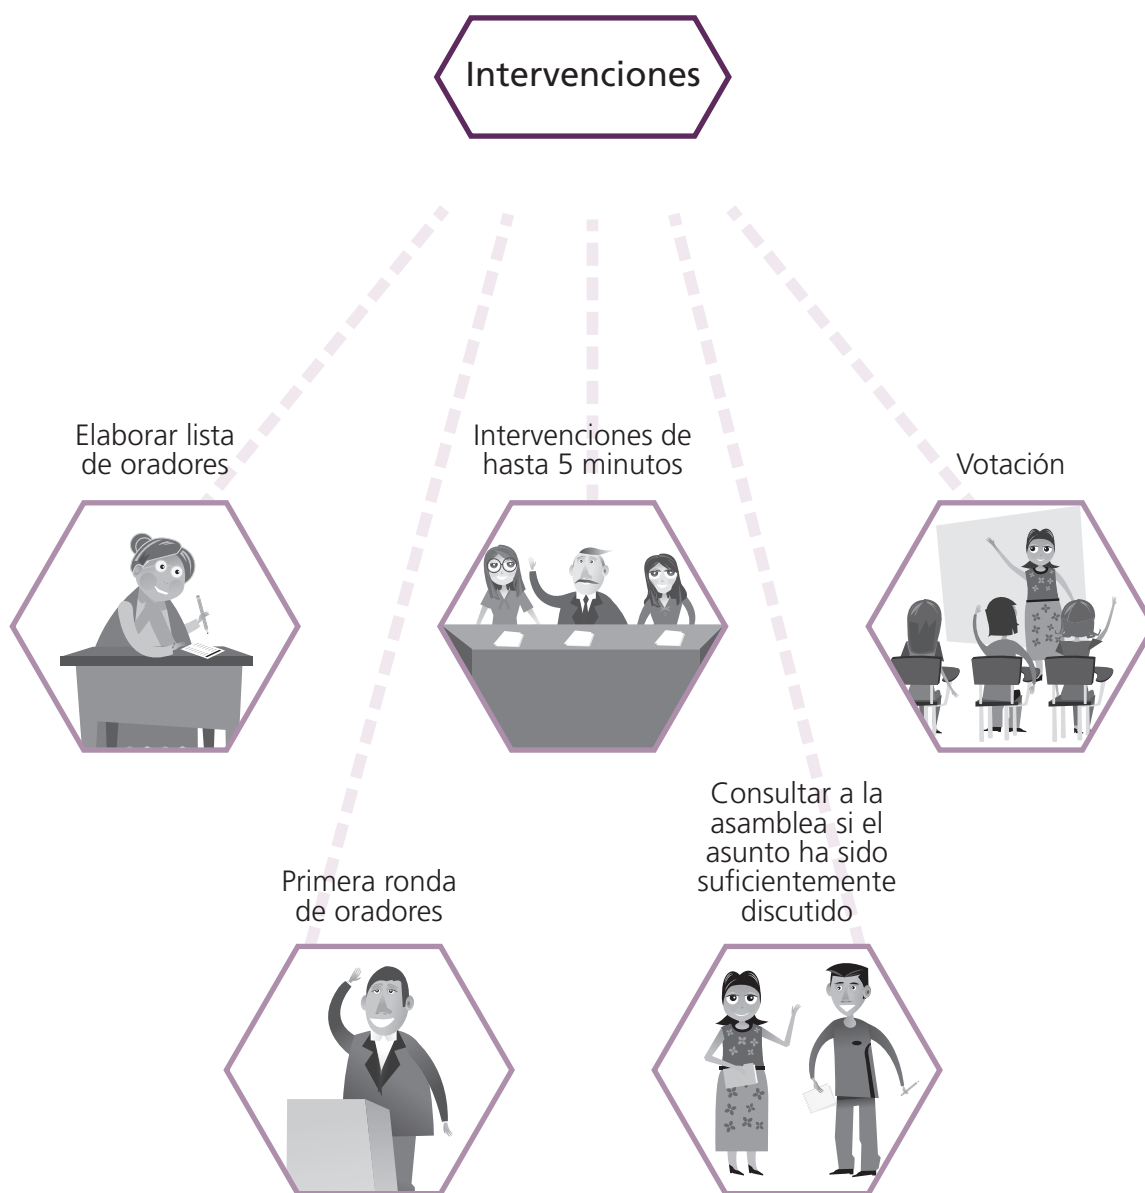 Intervenciones
Elaborar lista
de oradores
Intervenciones de
hasta 5 minutos
Votación
Primera ronda
de oradores
Consultar a la
asamblea si el
asunto ha sido
suficientemente
discutido